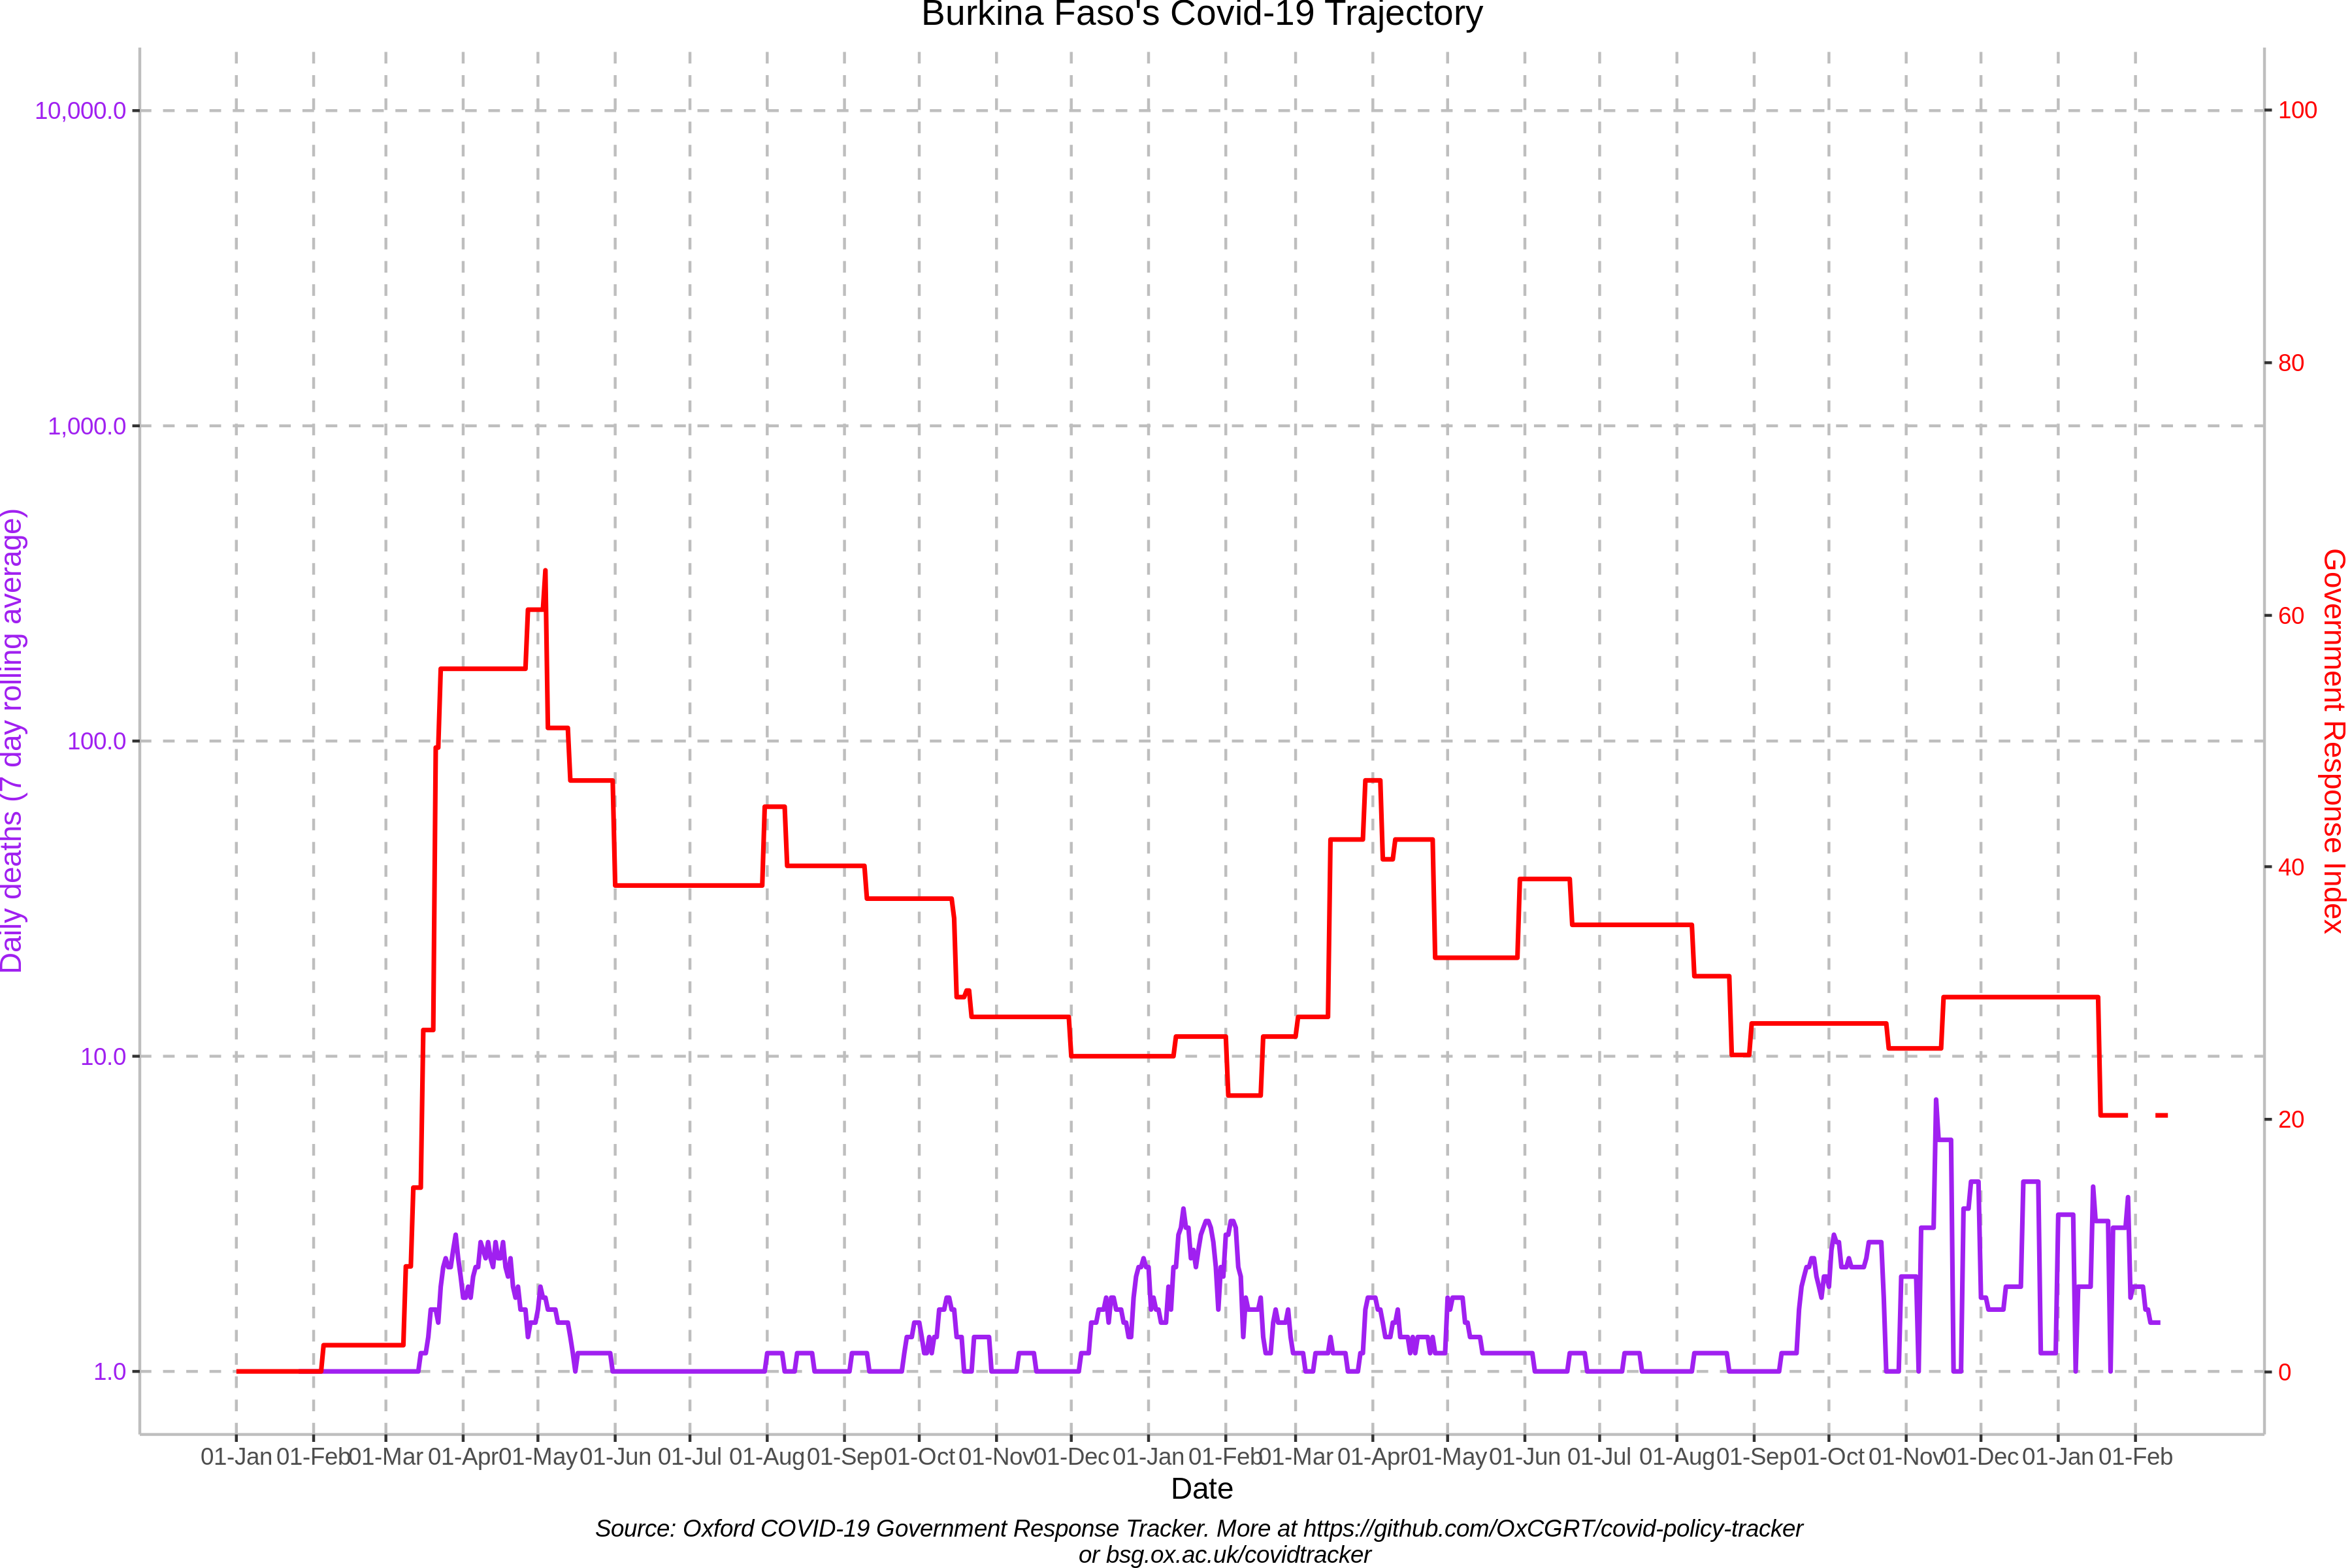 Burkina Faso's Covid-19 Trajectory
Daily deaths (7 day rolling average)
10,000.0
1,000.0
100.0
10.0
1.0
100
80
60
40
20
0
Government Response Index
01-Jan 01-Feb 01-Mar 01-Apr 01-May 01-Jun 01-Jul 01-Aug 01-Sep 01-Oct 01-Nov 01-Dec 01-Jan 01-Feb 01-Mar 01-Apr 01-May 01-Jun 01-Jul 01-Aug 01-Sep 01-Oct 01-Nov 01-Dec 01-Jan 01-Feb
Date
Source: Oxford COVID-19 Government Response Tracker. More at https://github.com/OxCGRT/covid-policy-tracker
or bsg.ox.ac.uk/covidtracker